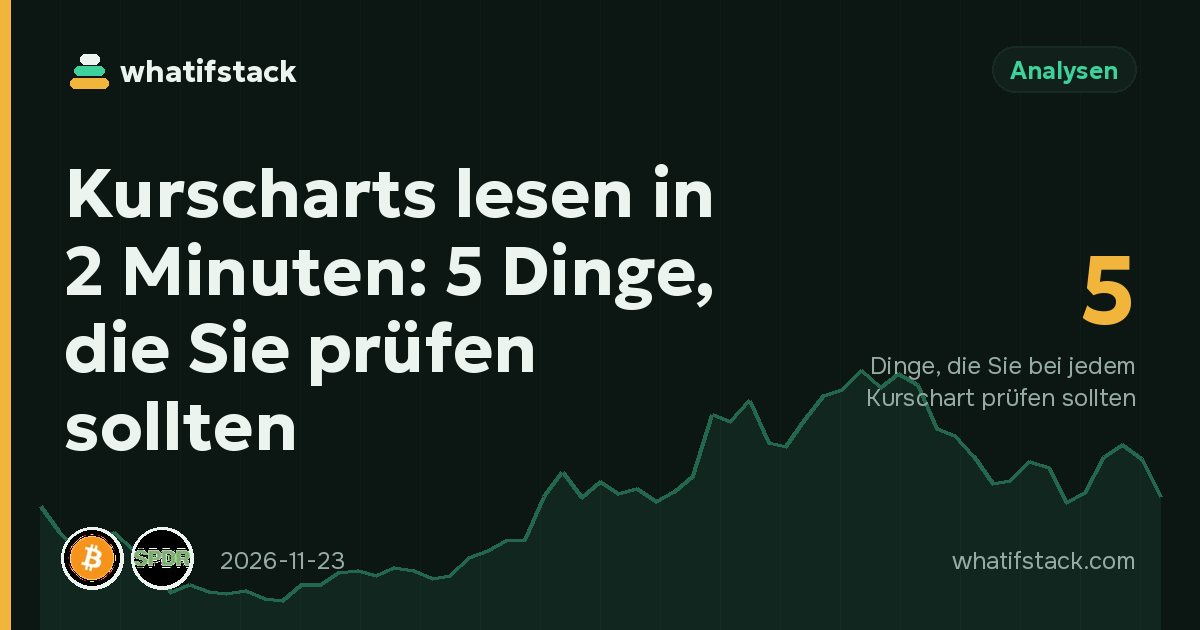 whatifstack
Analysen
Kurscharts lesen in
2 Minuten: 5 Dinge,
die Sie prüfen
sollten
5
Dinge, die Sie bei jedem
Kurschart prüfen sollten
SPDR
2026-11-23
whatifstack.com